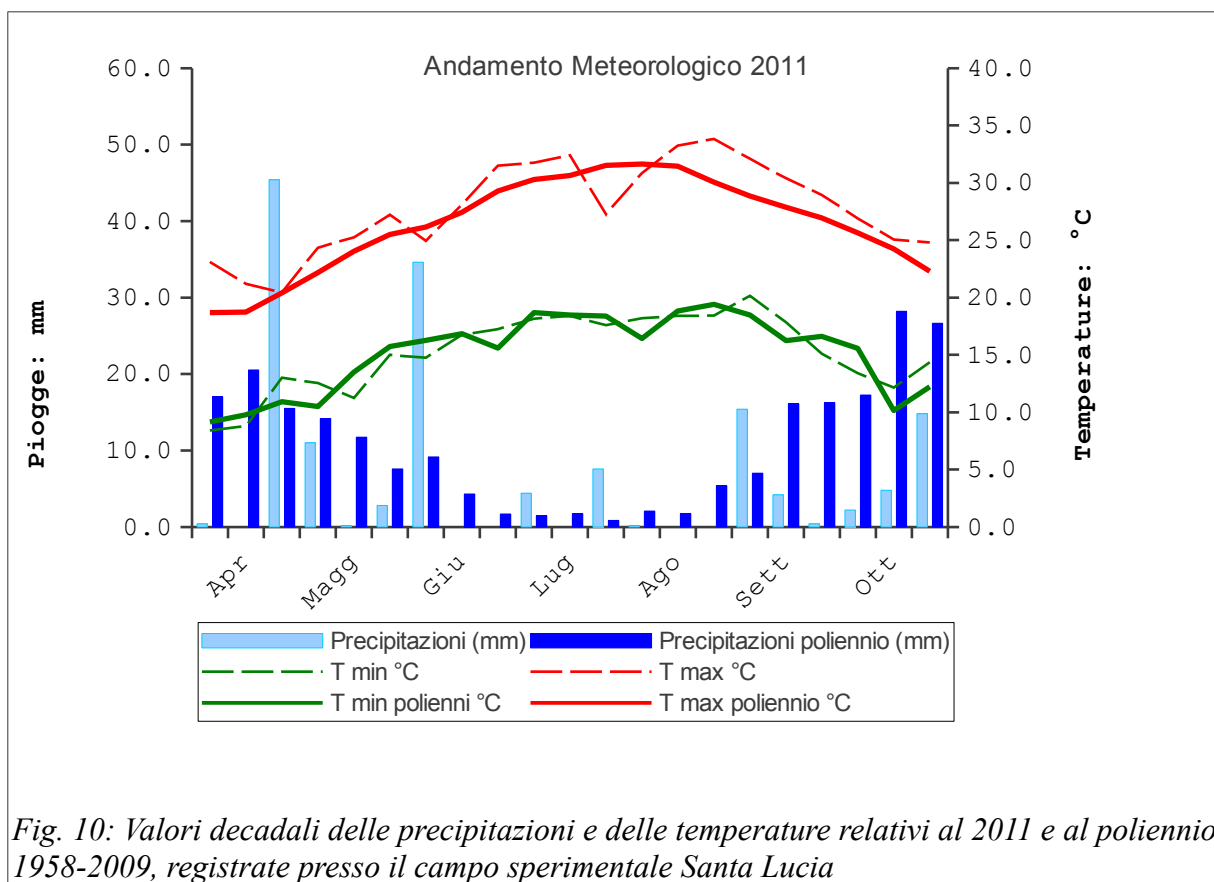 Andamento Meteorologico 2011
60.0
50.0
40.0
30.0
20.0
10.0
0.0
Piogge: mm
40.0
35.0
30.0
25.0
20.0
15.0
10.0
5.0
0.0
Temperature: °C
Apr
Magg
Giu
Lug
Ago
Sett
Ott
Precipitazioni (mm)
Precipitazioni poliennio (mm)
T min °C
T max °C
T min polienni °C
T max poliennio °C
Fig. 10: Valori decadali delle precipitazioni e delle temperature relativi al 2011 e al poliennio
1958-2009, registrate presso il campo sperimentale Santa Lucia